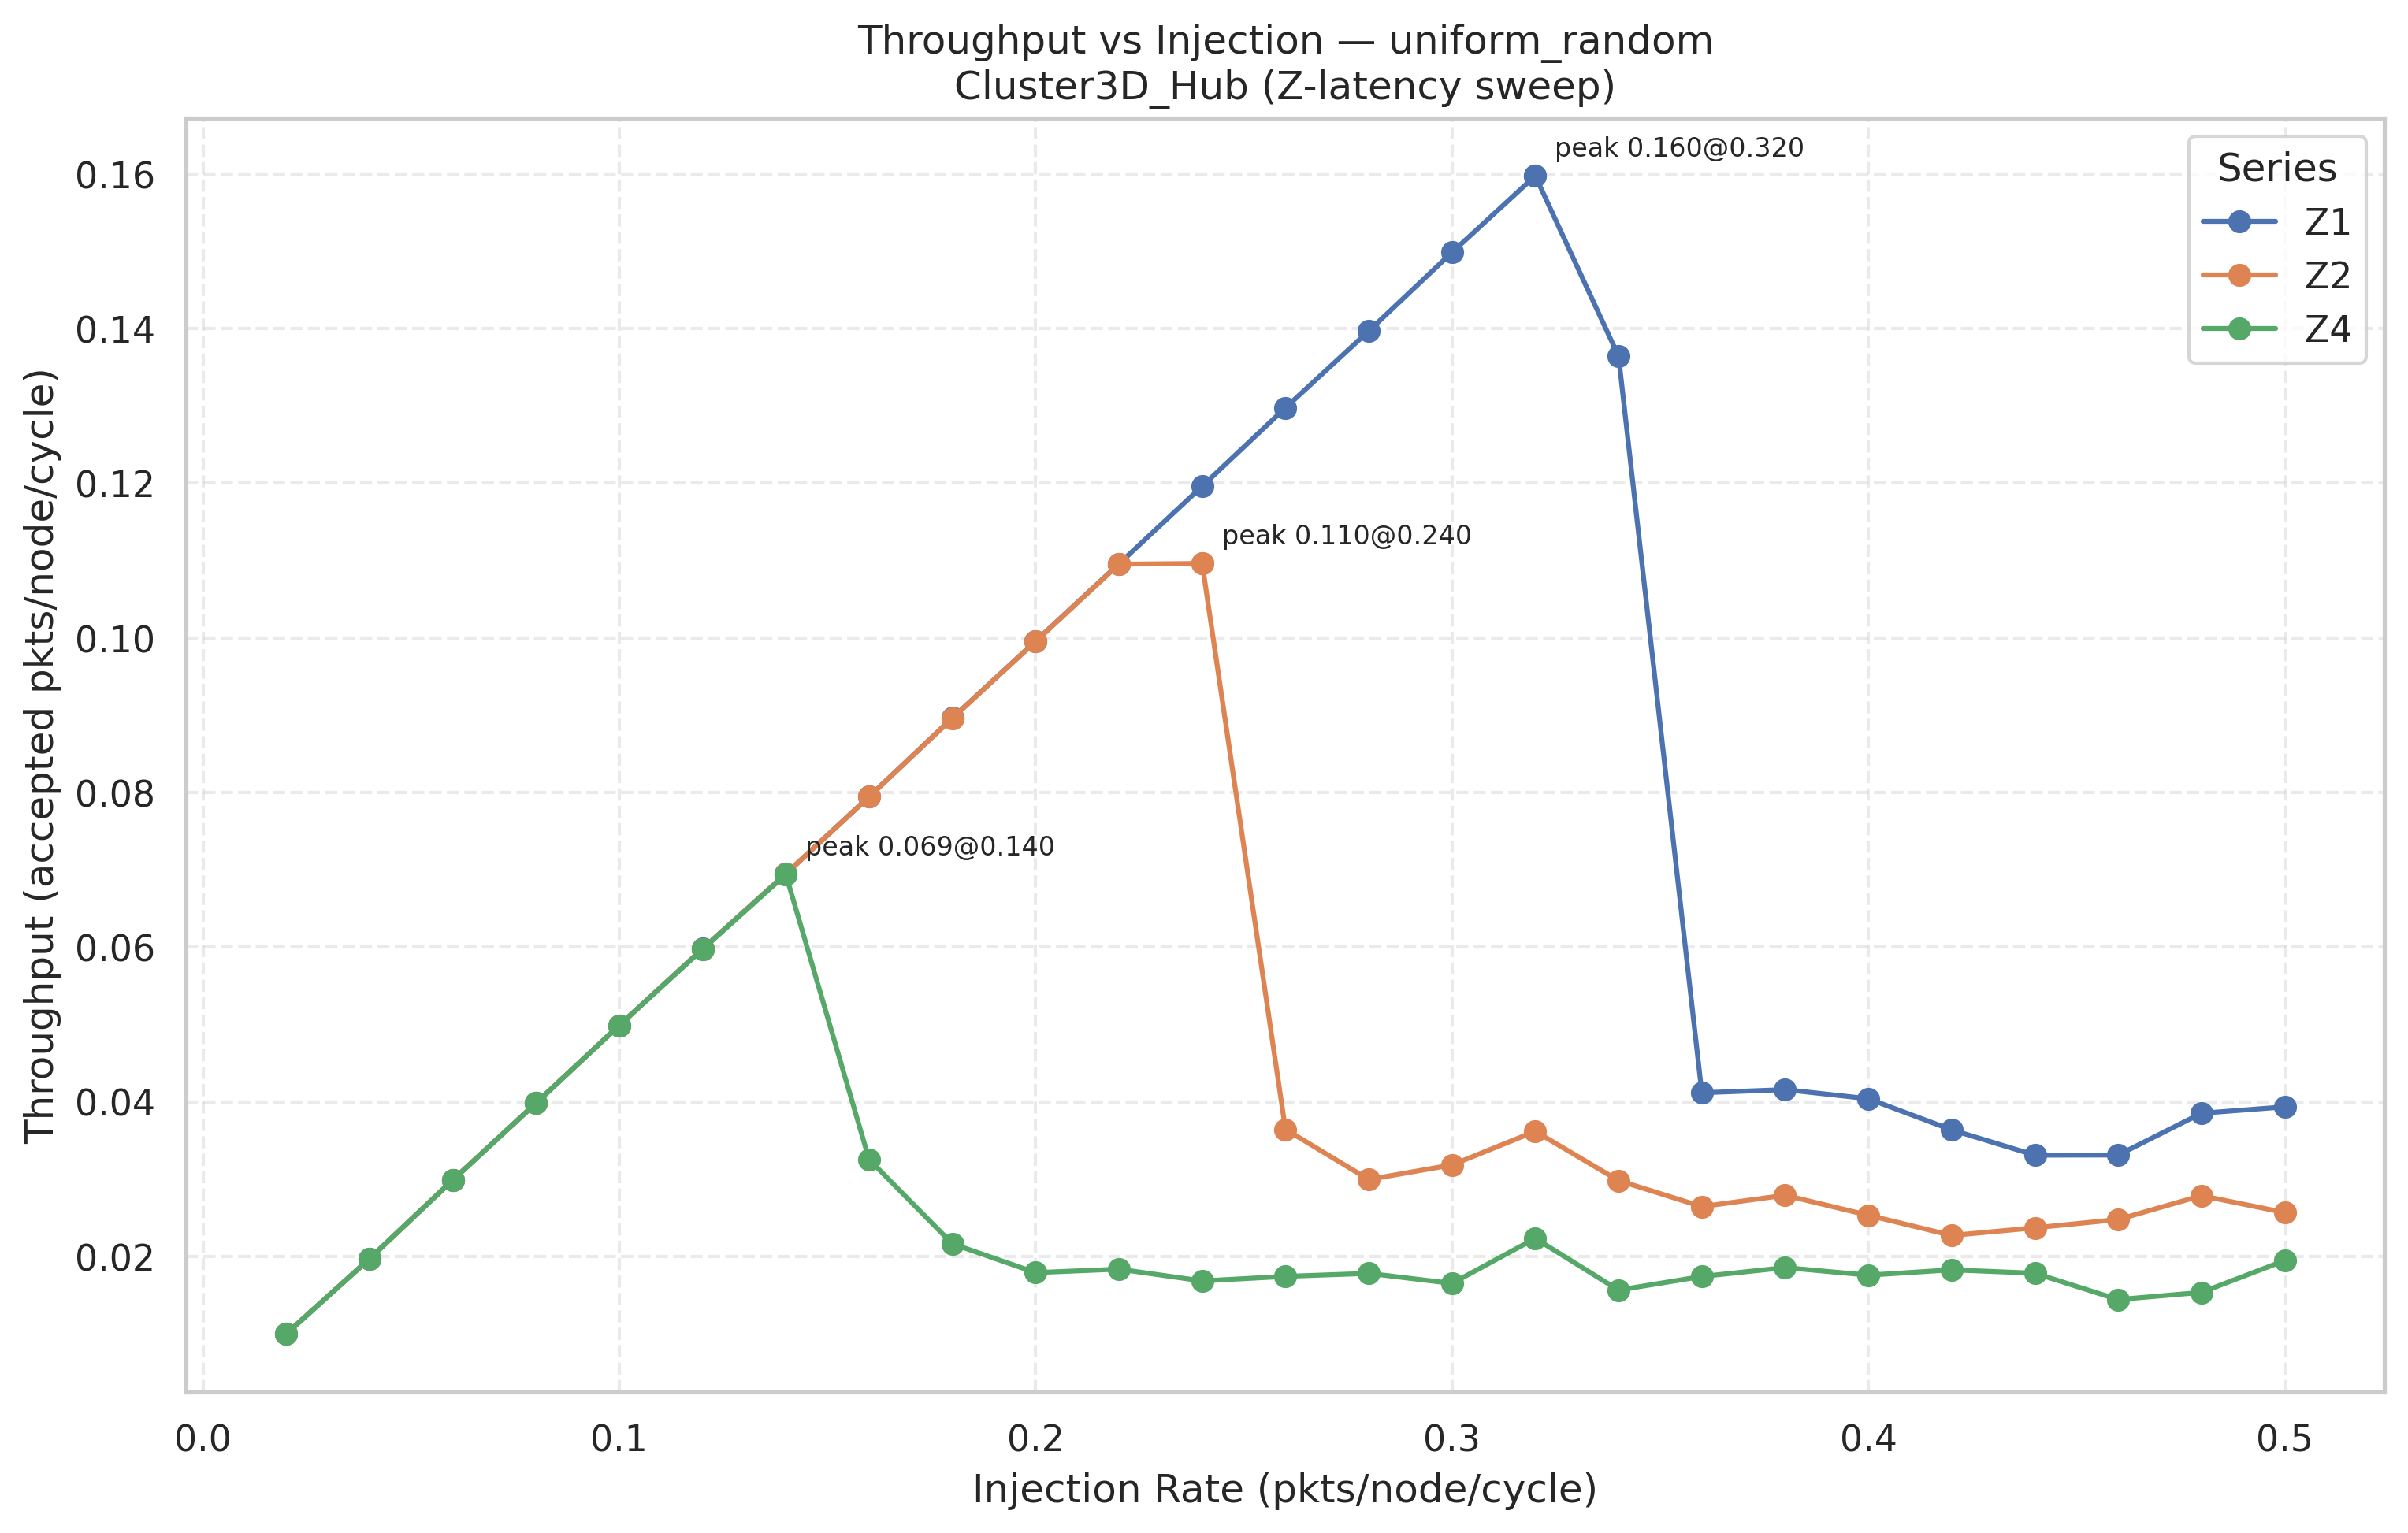 Throughput vs Injection — uniform_random
Cluster3D_Hub (Z-latency sweep)
Throughput (accepted pkts/node/cycle)
0.16
0.14
0.12
0.10
0.08
0.06
0.04
0.02
peak 0.160@0.320
peak 0.110@0.240
peak 0.069@0.140
Series
Z1
Z2
Z4
0.0
0.1
0.2
0.3
0.4
0.5
Injection Rate (pkts/node/cycle)